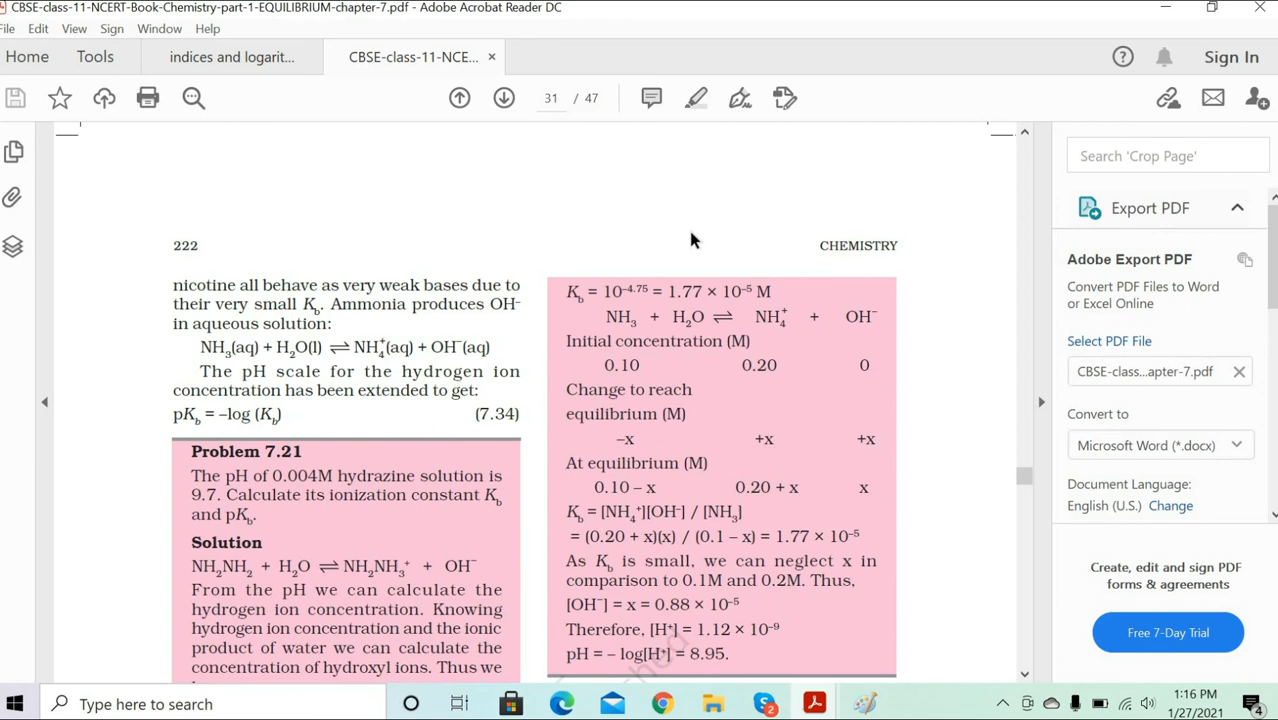 CBSE-class-11-NCERT-Book-Chemistry-part-1-EQUILIBRIUM-chapter-7.pdf - Adobe Acrobat Reader DC
File Edit View Sign Window Help
Home Tools indices and logarit... CBSE-class-11-NCE... ×
Sign In
31 / 47
222
CHEMISTRY
nicotine all behave as very weak bases due to
their very small Kb. Ammonia produces OH–
in aqueous solution:
NH3(aq) + H2O(l) ⇌ NH4+(aq) + OH–(aq)
The pH scale for the hydrogen ion
concentration has been extended to get:
pKb = –log (Kb) (7.34)
Problem 7.21
The pH of 0.004M hydrazine solution is
9.7. Calculate its ionization constant Kb
and pKb.
Solution
NH2NH2 + H2O ⇌ NH2NH3+ + OH–
From the pH we can calculate the
hydrogen ion concentration. Knowing
hydrogen ion concentration and the ionic
product of water we can calculate the
concentration of hydroxyl ions. Thus we
Kb = 10–4.75 = 1.77 × 10–5 M
NH3 + H2O ⇌ NH4+ + OH–
Initial concentration (M)
0.10 0.20 0
Change to reach
equilibrium (M)
–x +x +x
At equilibrium (M)
0.10 – x 0.20 + x x
Kb = [NH4+][OH–] / [NH3]
= (0.20 + x)(x) / (0.1 – x) = 1.77 × 10–5
As Kb is small, we can neglect x in
comparison to 0.1M and 0.2M. Thus,
[OH–] = x = 0.88 × 10–5
Therefore, [H+] = 1.12 × 10–9
pH = – log[H+] = 8.95.
Search 'Crop Page'
Export PDF
Adobe Export PDF
Convert PDF Files to Word
or Excel Online
Select PDF File
CBSE-class...apter-7.pdf
Convert to
Microsoft Word (*.docx)
Document Language:
English (U.S.) Change
Create, edit and sign PDF
forms & agreements
Free 7-Day Trial
Type here to search
2
1:16 PM
1/27/2021
4